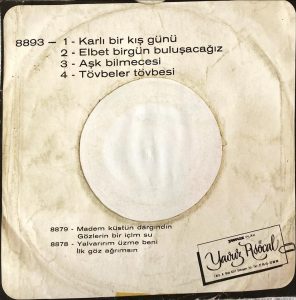 8893 – 1 - Karlı bir kış günü
2 - Elbet birgün buluşacağız
3 - Aşk bilmecesi
4 - Tövbeler tövbesi
8879 - Madem küstün dargındın
Gözlerin bir içim su
8878 - Yalvarırım üzme beni
İlk göz ağrımsın
Yavuz Asöcal